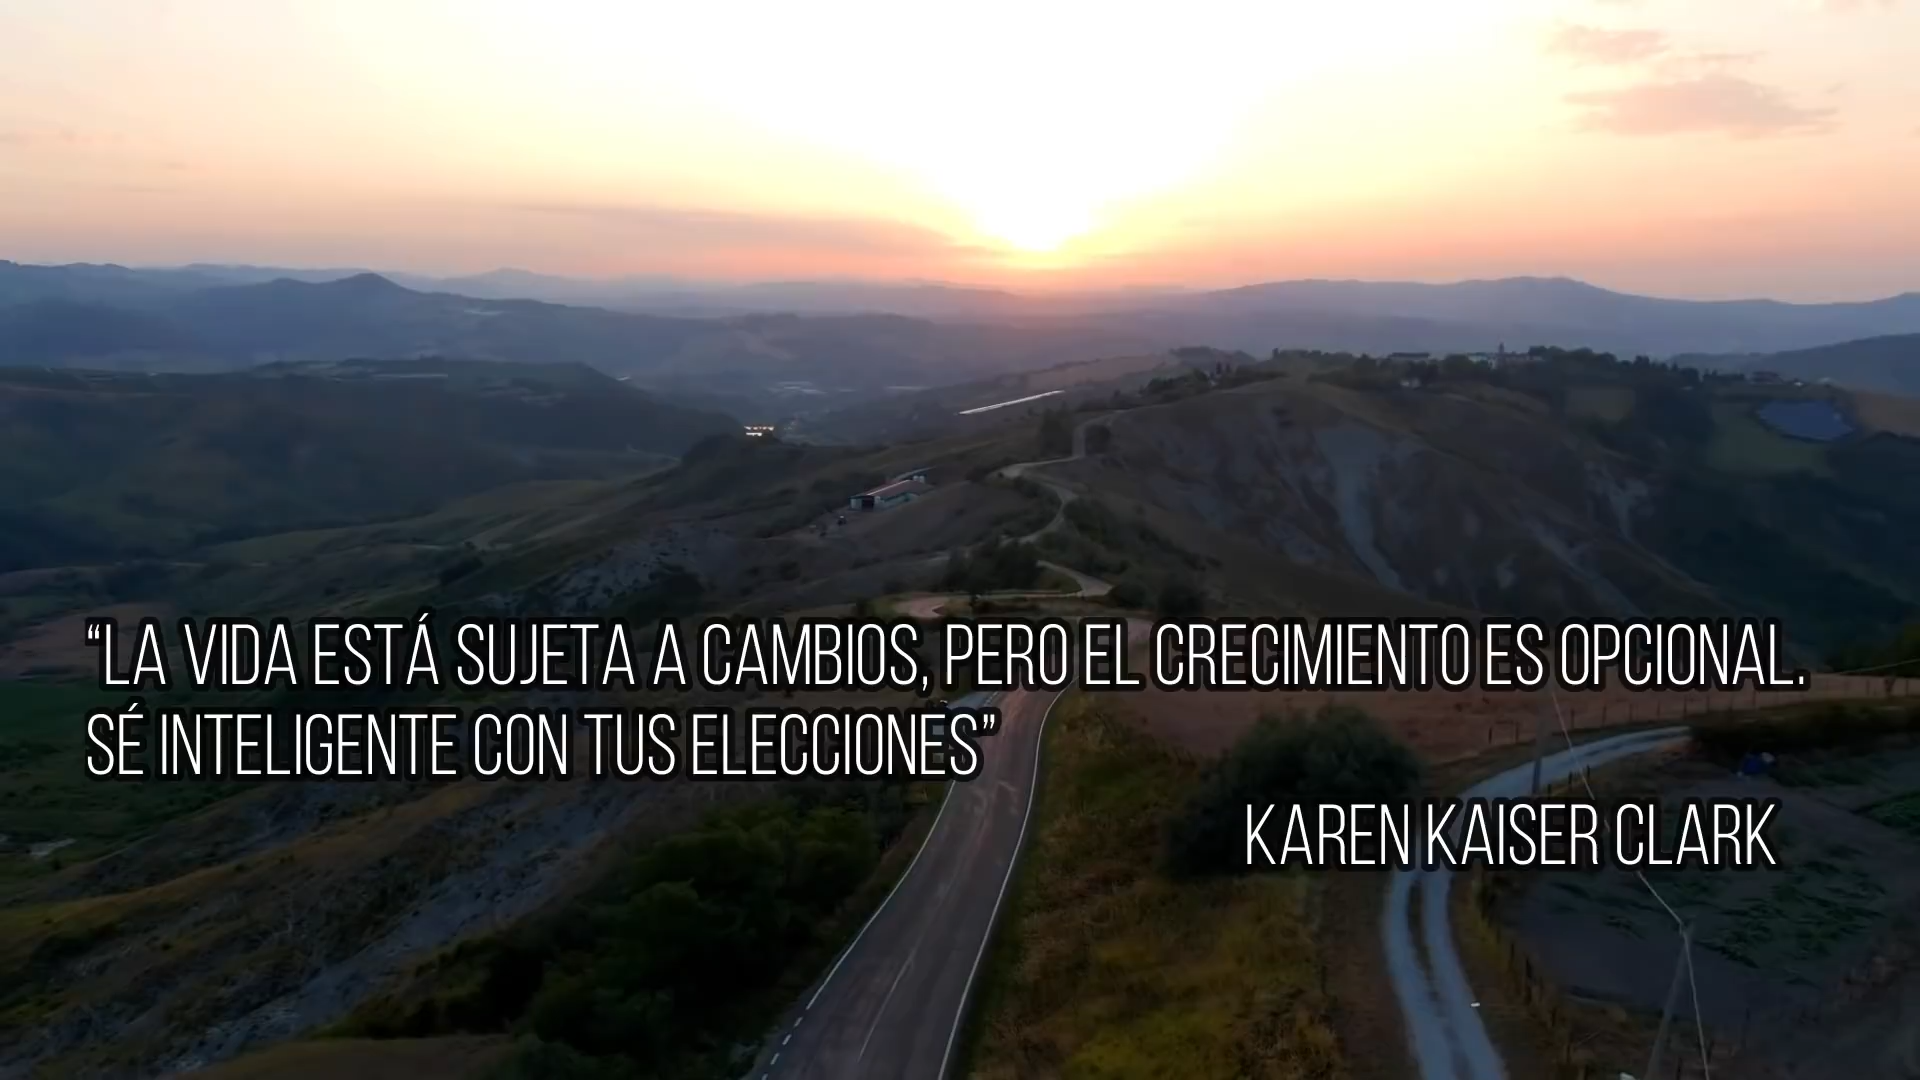 “LA VIDA ESTÁ SUJETA A CAMBIOS, PERO EL CRECIMIENTO ES OPCIONAL.
SÉ INTELIGENTE CON TUS ELECCIONES”
KAREN KAISER CLARK